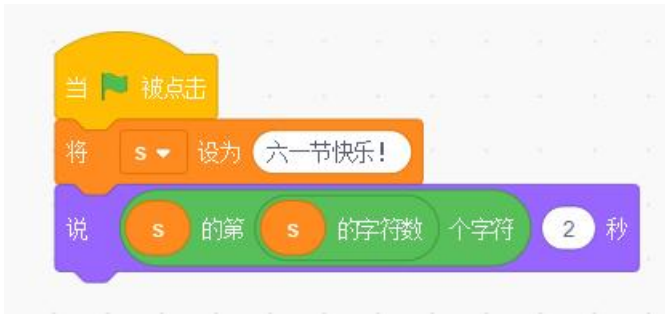 当 被点击
将 s 设为 六一节快乐!
说 s 的第 s 的字符数 个字符 2 秒